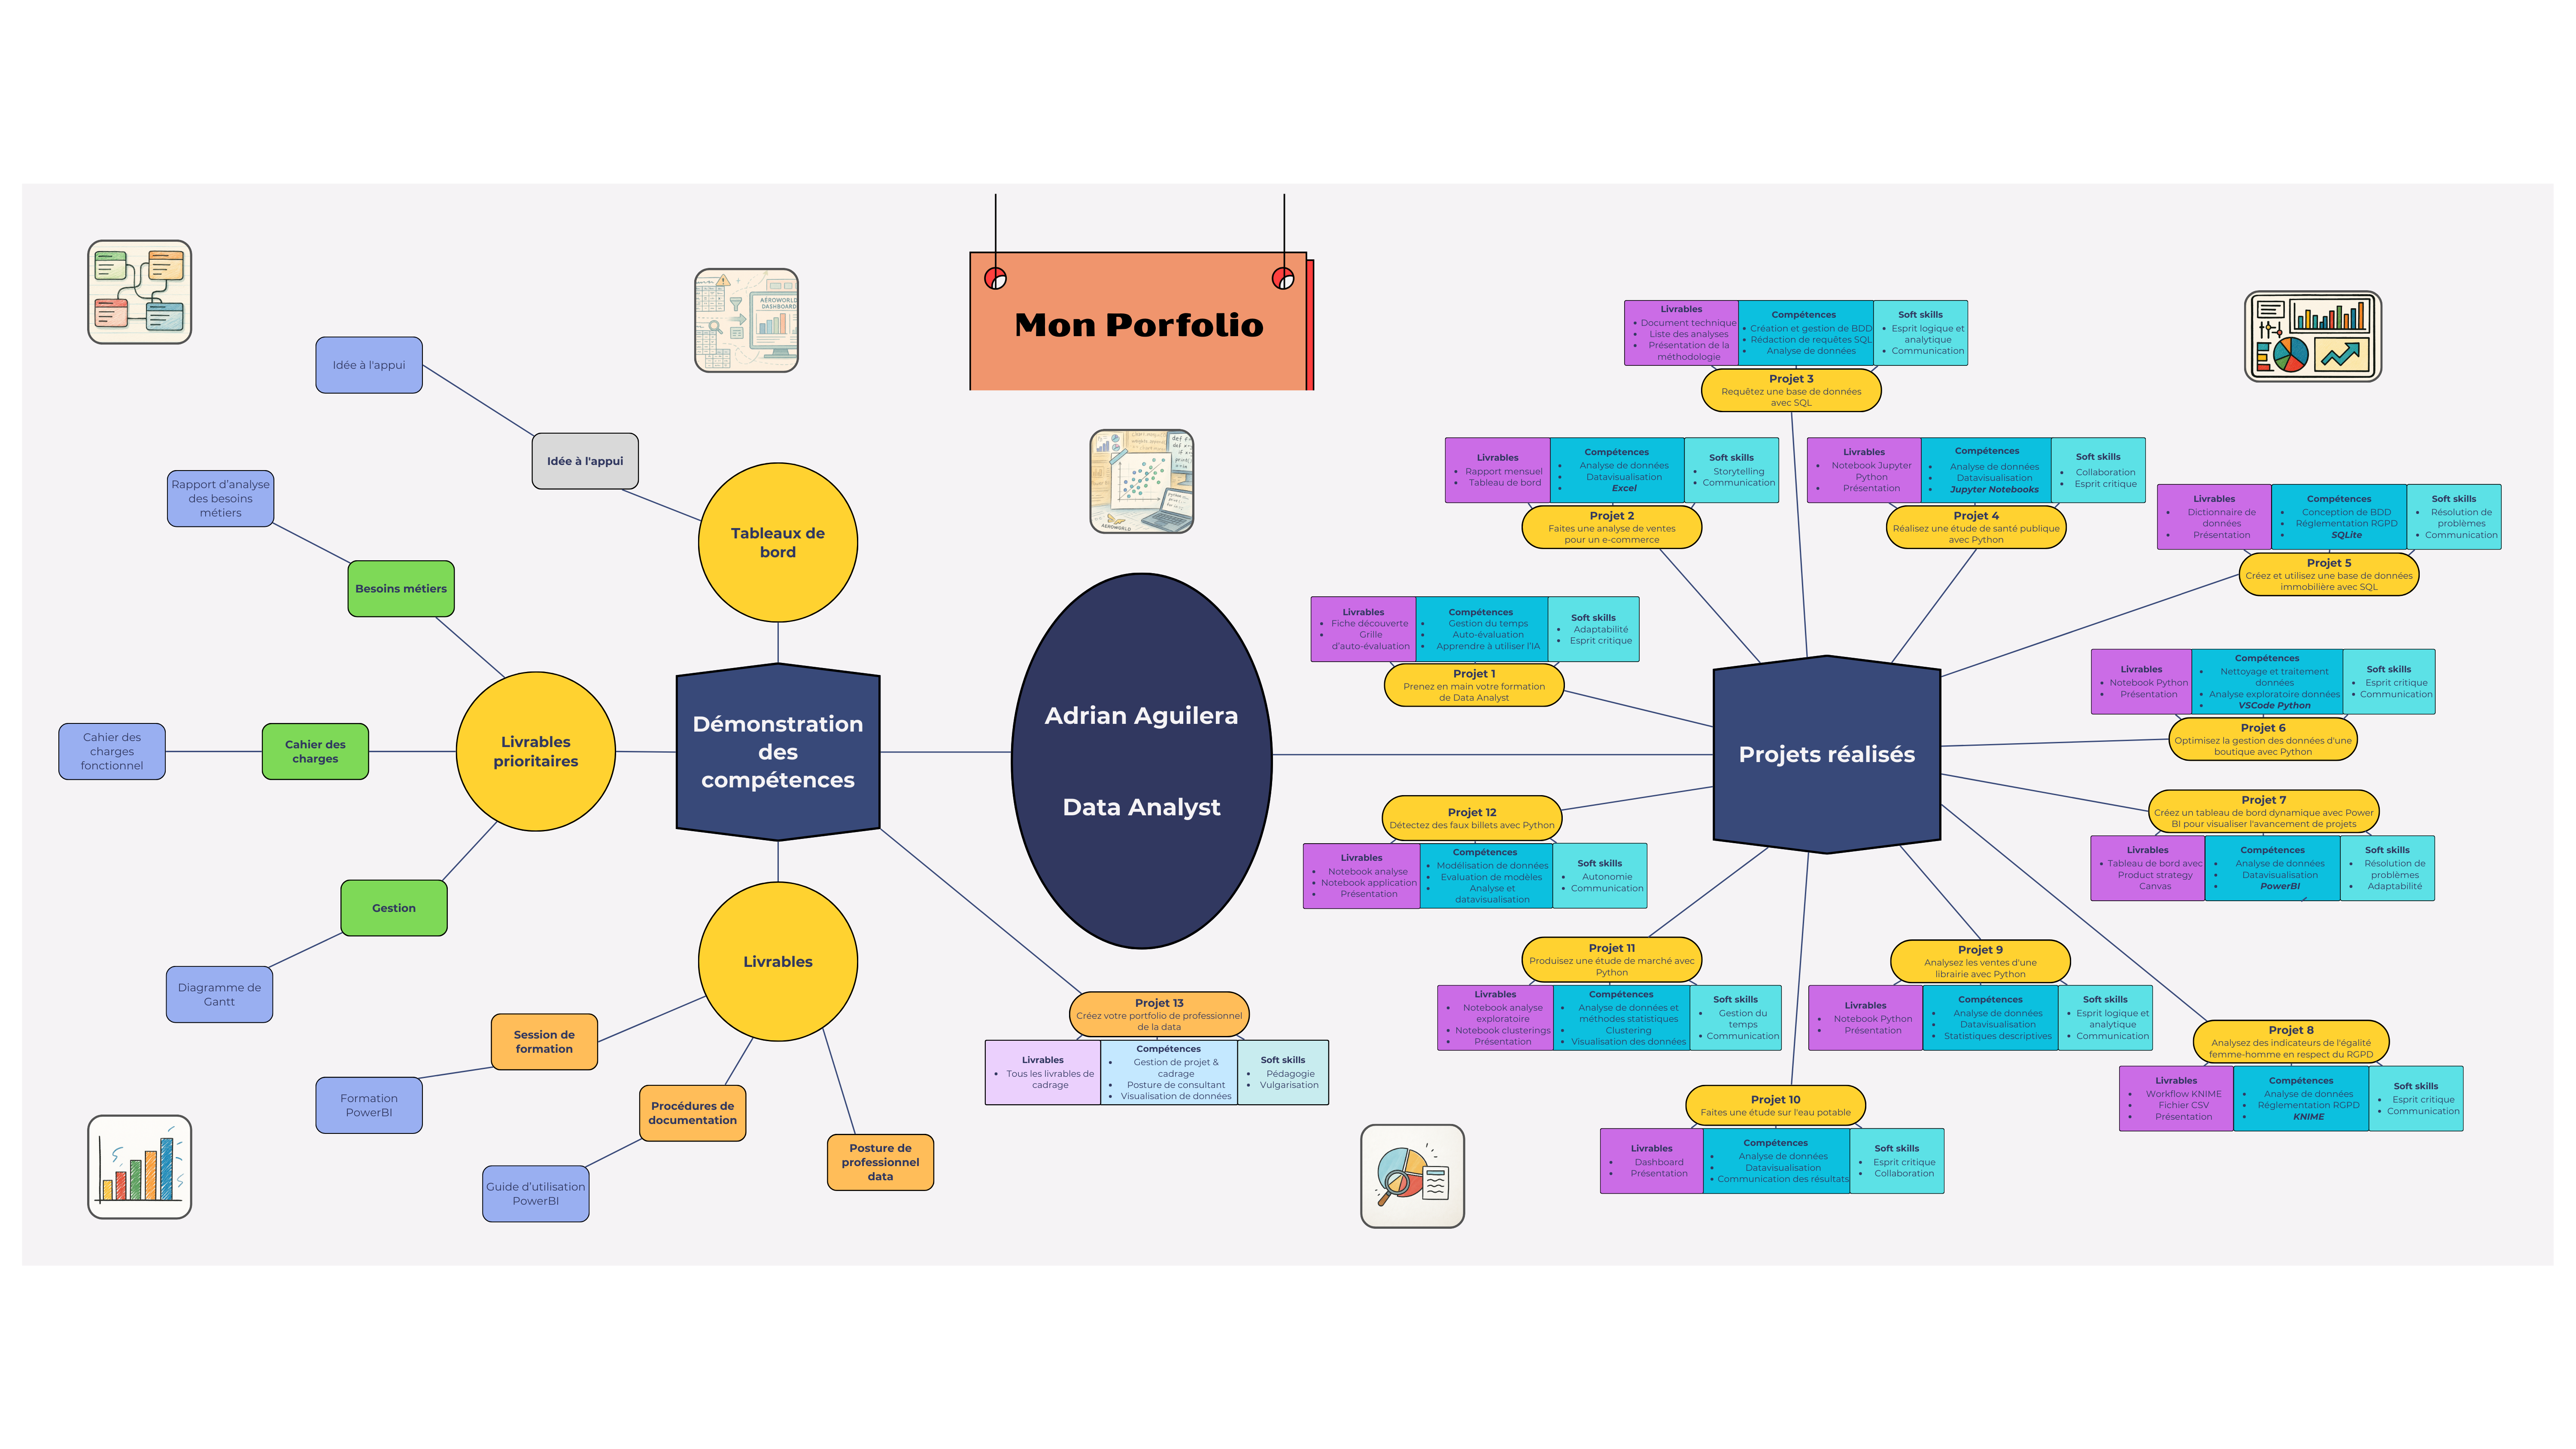 Mon Porfolio
AÉROWORLD
DASHBOARD
AEROWORLD
Idée à l'appui
Idée à l'appui
Tableaux de
bord
Rapport d’analyse
des besoins
métiers
Besoins métiers
Cahier des
charges
fonctionnel
Cahier des
charges
Livrables
prioritaires
Gestion
Diagramme de
Gantt
Démonstration
des
compétences
Livrables
Session de
formation
Formation
PowerBI
Procédures de
documentation
Guide d’utilisation
PowerBI
Posture de
professionnel
data
Adrian Aguilera
Data Analyst
Projet 13
Créez votre portfolio de professionnel
de la data
Livrables
• Tous les livrables de
cadrage
Compétences
• Gestion de projet &
cadrage
• Posture de consultant
• Visualisation de données
Soft skills
• Pédagogie
• Vulgarisation
Projets réalisés
Livrables
• Fiche découverte
• Grille
d’auto-évaluation
Compétences
• Gestion du temps
• Auto-évaluation
• Apprendre à utiliser l’IA
Soft skills
• Adaptabilité
• Esprit critique
Projet 1
Prenez en main votre formation
de Data Analyst
Livrables
• Rapport mensuel
• Tableau de bord
Compétences
• Analyse de données
• Datavisualisation
• Excel
Soft skills
• Storytelling
• Communication
Projet 2
Faites une analyse de ventes
pour un e-commerce
Livrables
• Document technique
Liste des analyses
• Présentation de la
méthodologie
Compétences
• Création et gestion de BDD
• Rédaction de requêtes SQL
• Analyse de données
Soft skills
• Esprit logique et
analytique
• Communication
Projet 3
Requêtez une base de données
avec SQL
Livrables
• Notebook Jupyter
Python
• Présentation
Compétences
• Analyse de données
• Datavisualisation
• Jupyter Notebooks
Soft skills
• Collaboration
• Esprit critique
Projet 4
Réalisez une étude de santé publique
avec Python
Livrables
• Dictionnaire de
données
• Présentation
Compétences
• Conception de BDD
• Réglementation RGPD
• SQLite
Soft skills
• Résolution de
problèmes
• Communication
Projet 5
Créez et utilisez une base de données
immobilière avec SQL
Livrables
• Notebook Python
• Présentation
Compétences
• Nettoyage et traitement
données
• Analyse exploratoire données
• VSCode Python
Soft skills
• Esprit critique
• Communication
Projet 6
Optimisez la gestion des données d'une
boutique avec Python
Projet 7
Créez un tableau de bord dynamique avec Power
BI pour visualiser l'avancement de projets
Livrables
• Tableau de bord avec
Product strategy
Canvas
Compétences
• Analyse de données
• Datavisualisation
• PowerBI
Soft skills
• Résolution de
problèmes
• Adaptabilité
Projet 8
Analysez des indicateurs de l'égalité
femme-homme en respect du RGPD
Livrables
• Workflow KNIME
• Fichier CSV
• Présentation
Compétences
• Analyse de données
• Réglementation RGPD
• KNIME
Soft skills
• Esprit critique
• Communication
Projet 9
Analysez les ventes d'une
librairie avec Python
Livrables
• Notebook Python
• Présentation
Compétences
• Analyse de données
• Datavisualisation
• Statistiques descriptives
Soft skills
• Esprit logique et
analytique
• Communication
Projet 10
Faites une étude sur l'eau potable
Livrables
• Dashboard
• Présentation
Compétences
• Analyse de données
• Datavisualisation
• Communication des résultats
Soft skills
• Esprit critique
• Collaboration
Projet 11
Produisez une étude de marché avec
Python
Livrables
• Notebook analyse
exploratoire
• Notebook clusterings
• Présentation
Compétences
• Analyse de données et
méthodes statistiques
• Clustering
• Visualisation des données
Soft skills
• Gestion du
temps
• Communication
Projet 12
Détectez des faux billets avec Python
Livrables
• Notebook analyse
• Notebook application
• Présentation
Compétences
• Modélisation de données
• Evaluation de modèles
• Analyse et
datavisualisation
Soft skills
• Autonomie
• Communication